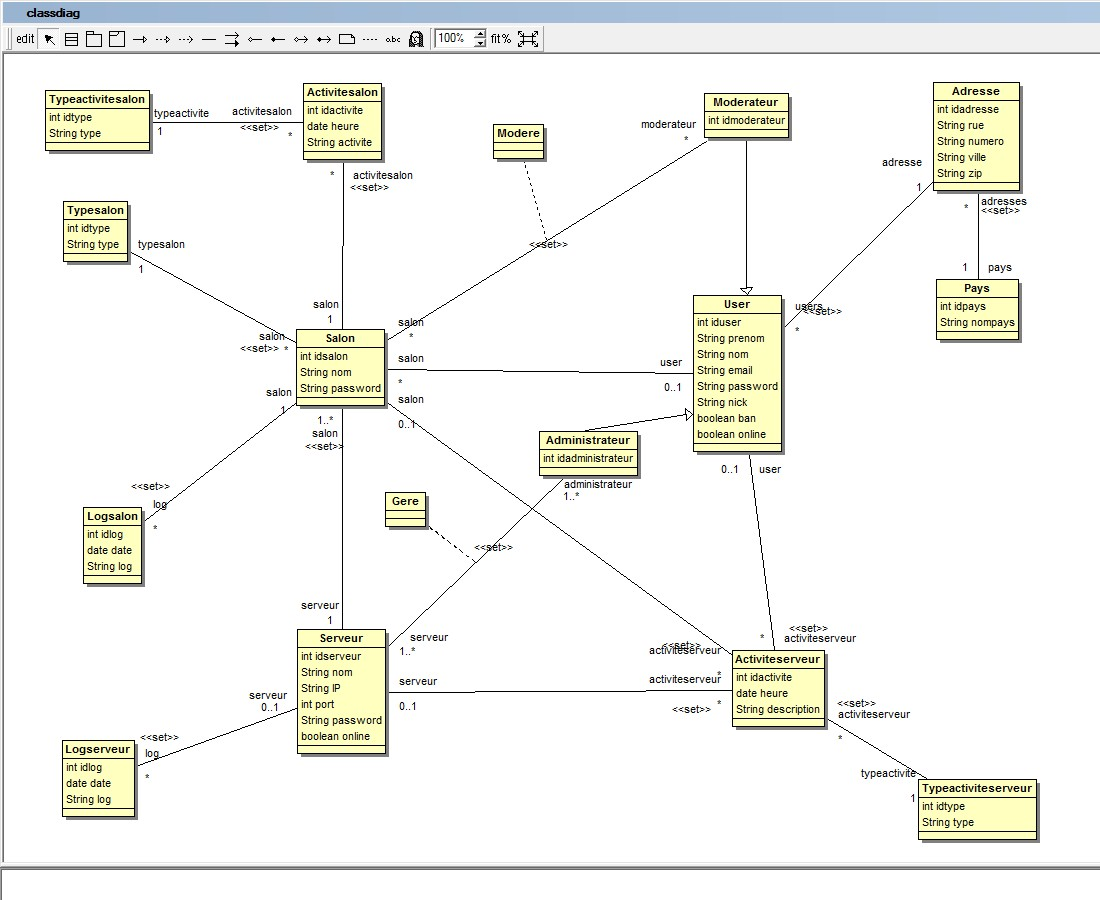 classdiag
edit
abc
100%
fit%
Typeactivitesalon
int idtype
String type
typeactivite
1
activitesalon
<<set>>
*
Activitesalon
int idactivite
date heure
String activite
*
activitesalon
<<set>>
Modere
Moderateur
int idmoderateur
moderateur
*
Adresse
int idadresse
String rue
String numero
String ville
String zip
adresse
1
adresses
<<set>>
*
1
pays
Pays
int idpays
String nompays
Typesalon
int idtype
String type
typesalon
1
<<set>>
users
<<set>>
*
User
int iduser
String prenom
String nom
String email
String password
String nick
boolean ban
boolean online
salon
1
salon
*
salon
<<set>> *
Salon
int idsalon
String nom
String password
salon
*
user
0..1
salon
1
salon
0..1
1..*
salon
<<set>>
Administrateur
int idadministrateur
administrateur
1..*
0..1
user
<<set>>
log
*
Logsalon
int idlog
date date
String log
Gere
<<set>>
serveur
1
serveur
1..*
Serveur
int idserveur
String nom
String IP
int port
String password
boolean online
serveur
0..1
<<set>>
activiteserveur
*
*
<<set>>
activiteserveur
activiteserveur
<<set>> *
Activiteserveur
int idactivite
date heure
String description
<<set>>
activiteserveur
*
serveur
0..1
<<set>>
log
*
Logserveur
int idlog
date date
String log
typeactivite
1
Typeactiviteserveur
int idtype
String type